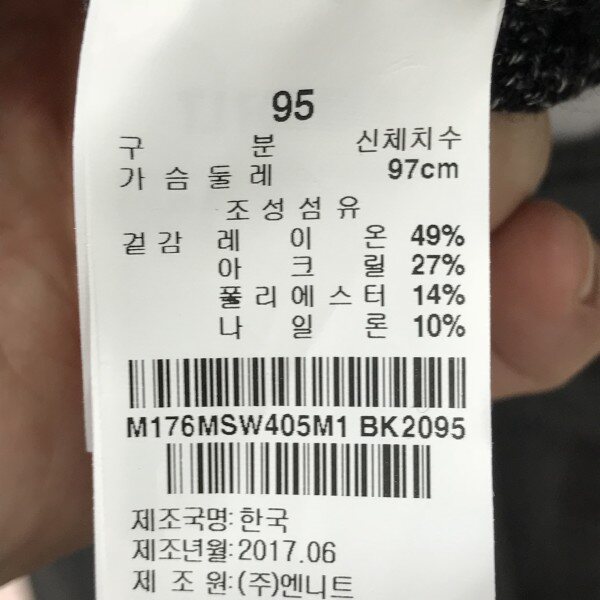 95
구 분 신체치수
가슴둘레 97cm
조성섬유
겉감 레이온 49%
아크릴 27%
폴리에스터 14%
나일론 10%
M176MSW405M1 BK2095
제조국명:한국
제조년월:2017.06
제조원:(주)엔니트